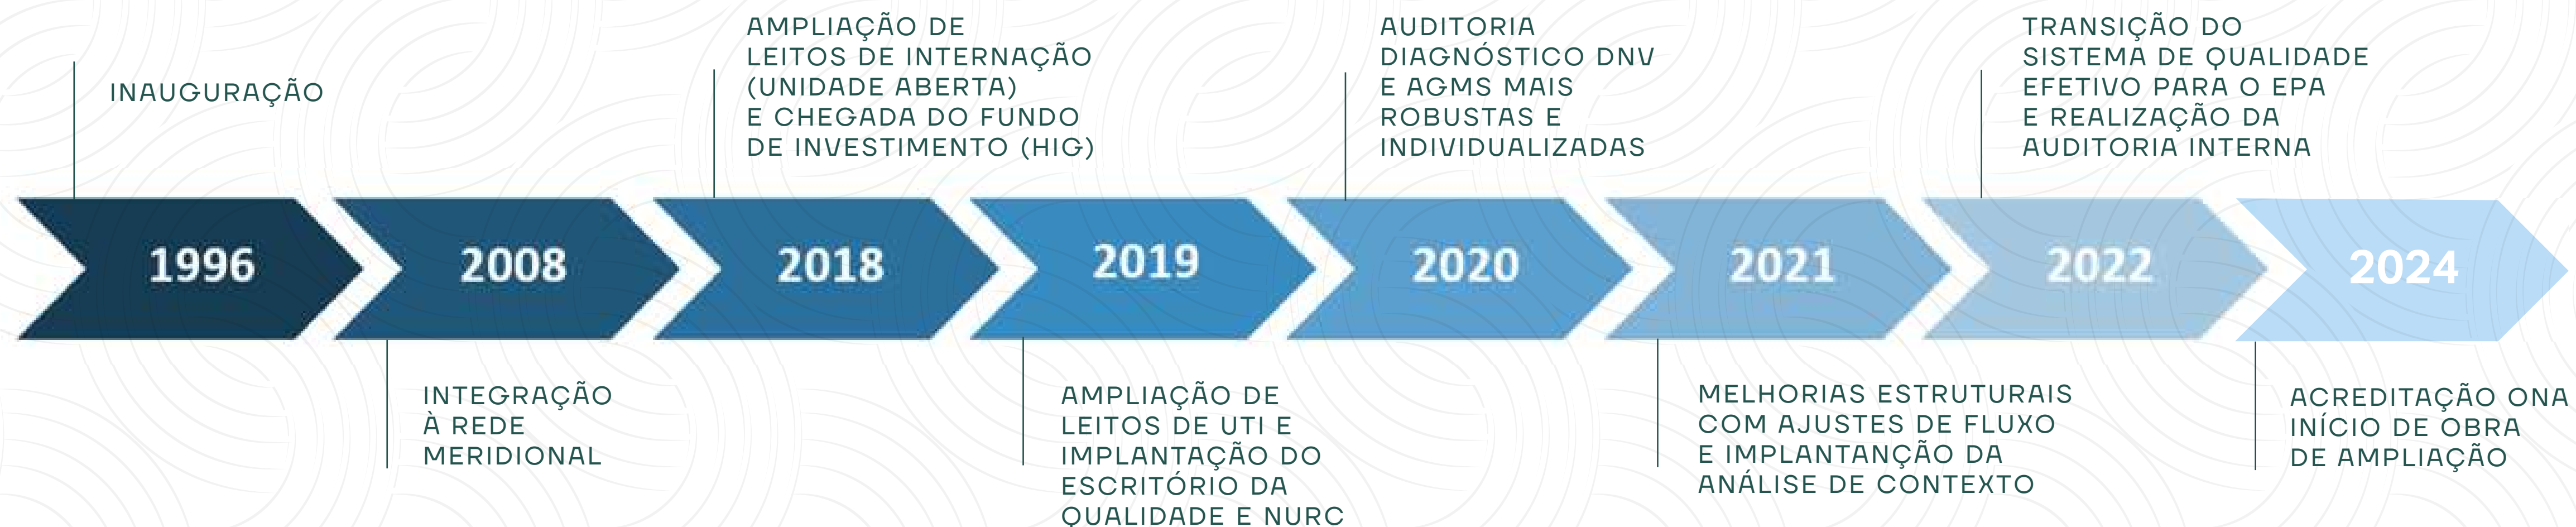 INAUGURAÇÃO
AMPLIAÇÃO DE
LEITOS DE INTERNAÇÃO
(UNIDADE ABERTA)
E CHEGADA DO FUNDO
DE INVESTIMENTO (HIG)
AUDITORIA
DIAGNÓSTICO DNV
E AGMS MAIS
ROBUSTAS E
INDIVIDUALIZADAS
TRANSIÇÃO DO
SISTEMA DE QUALIDADE
EFETIVO PARA O EPA
E REALIZAÇÃO DA
AUDITORIA INTERNA
1996
2008
2018
2019
2020
2021
2022
2024
INTEGRAÇÃO
À REDE
MERIDIONAL
AMPLIAÇÃO DE
LEITOS DE UTI E
IMPLANTAÇÃO DO
ESCRITÓRIO DA
QUALIDADE E NURC
MELHORIAS ESTRUTURAIS
COM AJUSTES DE FLUXO
E IMPLANTANÇÃO DA
ANÁLISE DE CONTEXTO
ACREDITAÇÃO ONA
INÍCIO DE OBRA
DE AMPLIAÇÃO